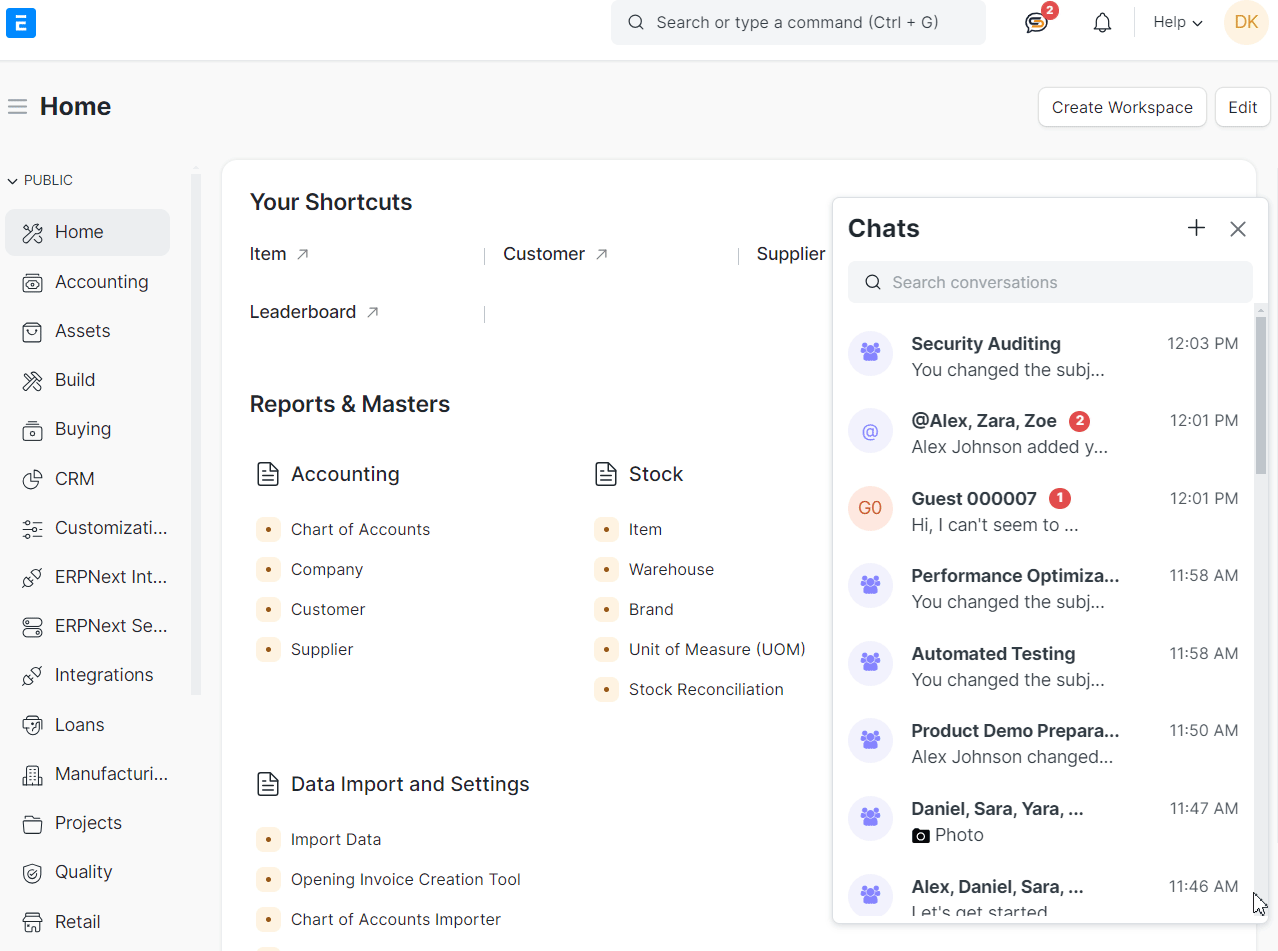 E
Search or type a command (Ctrl + G)
2
Help
DK
Home
Create Workspace
Edit
PUBLIC
Home
Accounting
Assets
Build
Buying
CRM
Customizati...
ERPNext Int...
ERPNext Se...
Integrations
Loans
Manufacturi...
Projects
Quality
Retail
Your Shortcuts
Item
Customer
Supplier
Leaderboard
Reports & Masters
Accounting
Chart of Accounts
Company
Customer
Supplier
Stock
Item
Warehouse
Brand
Unit of Measure (UOM)
Stock Reconciliation
Data Import and Settings
Import Data
Opening Invoice Creation Tool
Chart of Accounts Importer
Chats
Search conversations
Security Auditing 12:03 PM
You changed the subj...
@ @Alex, Zara, Zoe 2 12:01 PM
Alex Johnson added y...
G0 Guest 000007 1 12:01 PM
Hi, I can't seem to ...
Performance Optimiza... 11:58 AM
You changed the subj...
Automated Testing 11:58 AM
You changed the subj...
Product Demo Prepara... 11:50 AM
Alex Johnson changed...
Daniel, Sara, Yara, ... 11:47 AM
Photo
Alex, Daniel, Sara, ... 11:46 AM
Let's get started